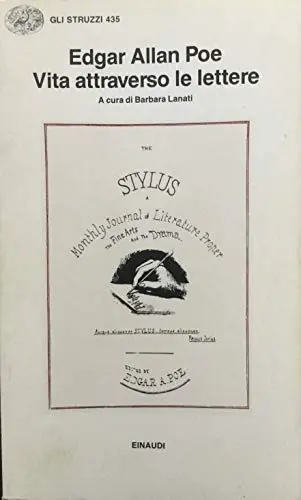 GLI STRUZZI 435
Edgar Allan Poe
Vita attraverso le lettere
A cura di Barbara Lanati
THE
STYLUS
A
Monthly Journal of Literature Proper
The Fine Arts and the Drama.
EDITED BY
EDGAR A. POE
EINAUDI